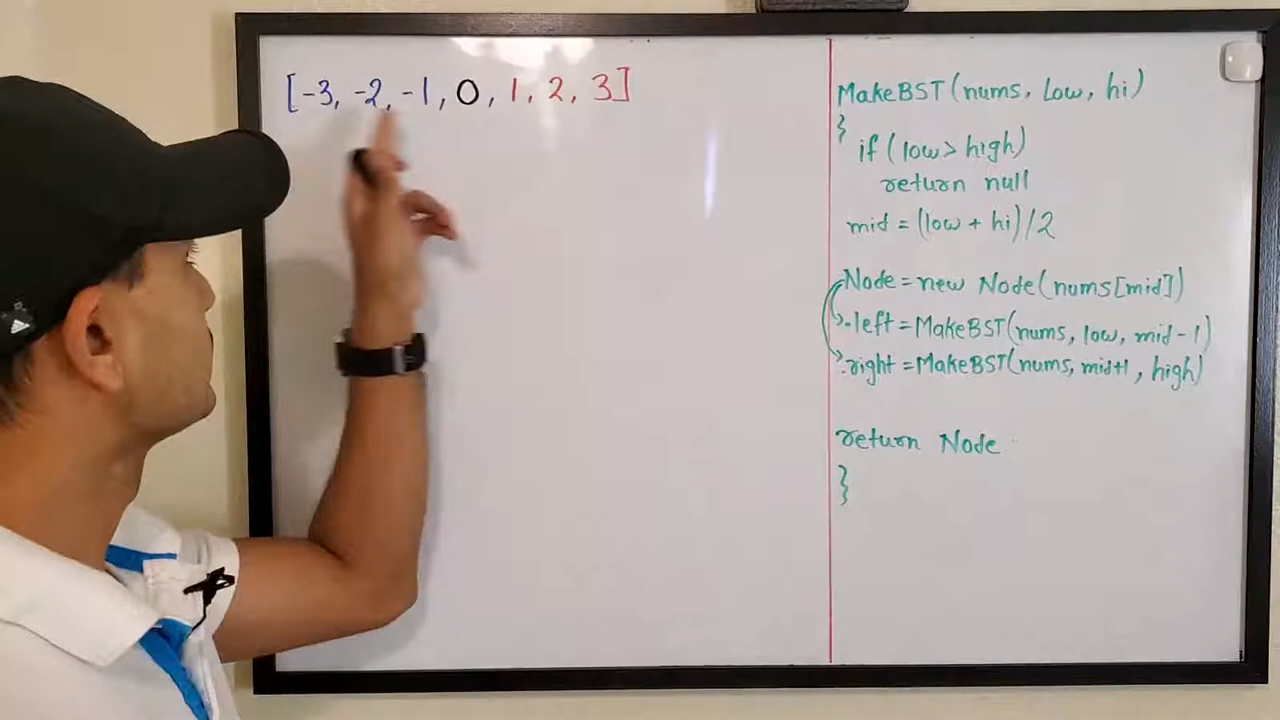 [-3, -2, -1, 0, 1, 2, 3]
MakeBST(nums, low, hi)
}
if (low > high)
return null
mid = (low + hi)/2
Node = new Node(nums[mid])
.left = MakeBST(nums, low, mid-1)
.right = MakeBST(nums, mid+1, high)
return Node
}